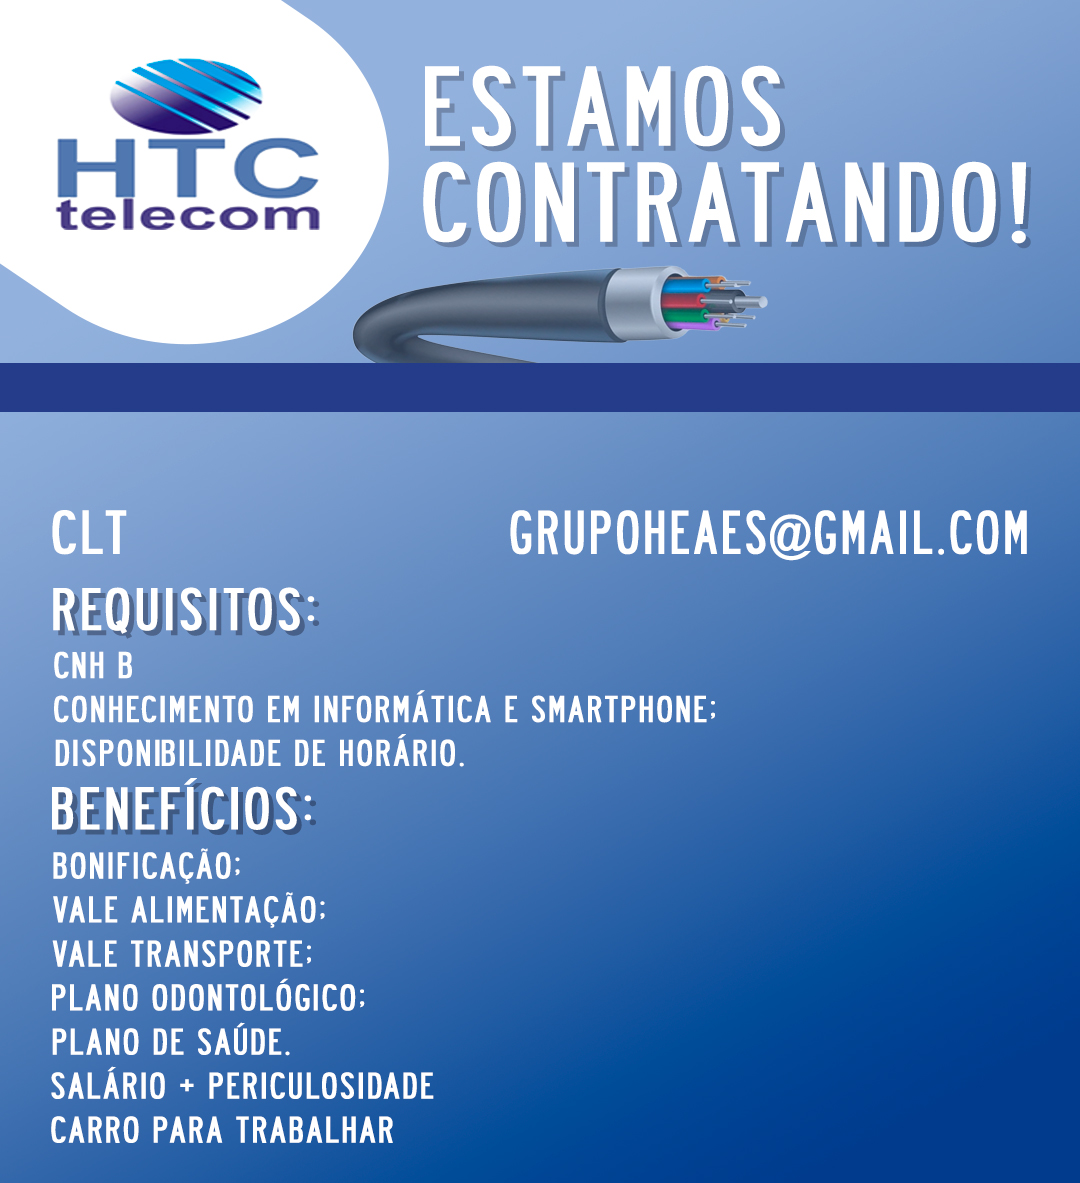 HTC
telecom
ESTAMOS
CONTRATANDO!
CLT
GRUPOHEAES@GMAIL.COM
REQUISITOS:
CNH B
CONHECIMENTO EM INFORMÁTICA E SMARTPHONE;
DISPONIBILIDADE DE HORÁRIO.
BENEFÍCIOS:
BONIFICAÇÃO;
VALE ALIMENTAÇÃO;
VALE TRANSPORTE;
PLANO ODONTOLÓGICO;
PLANO DE SAÚDE.
SALÁRIO + PERICULOSIDADE
CARRO PARA TRABALHAR